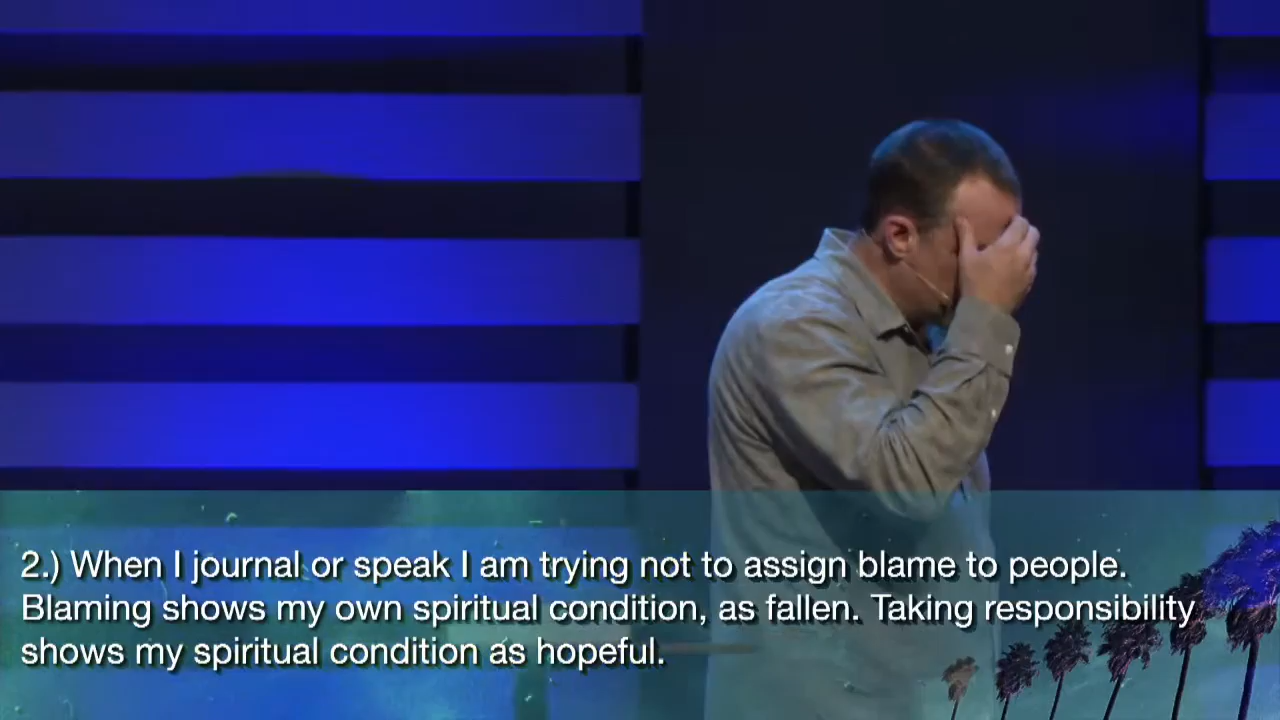 2.) When I journal or speak I am trying not to assign blame to people.
Blaming shows my own spiritual condition, as fallen. Taking responsibility
shows my spiritual condition as hopeful.